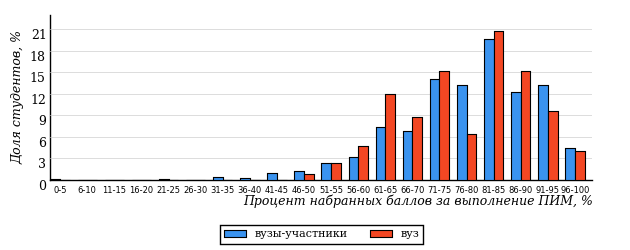 Доля студентов, %
21
18
15
12
9
6
3
0
0-5 6-10 11-15 16-20 21-25 26-30 31-35 36-40 41-45 46-50 51-55 56-60 61-65 66-70 71-75 76-80 81-85 86-90 91-95 96-100
Процент набранных баллов за выполнение ПИМ, %
вузы-участники вуз